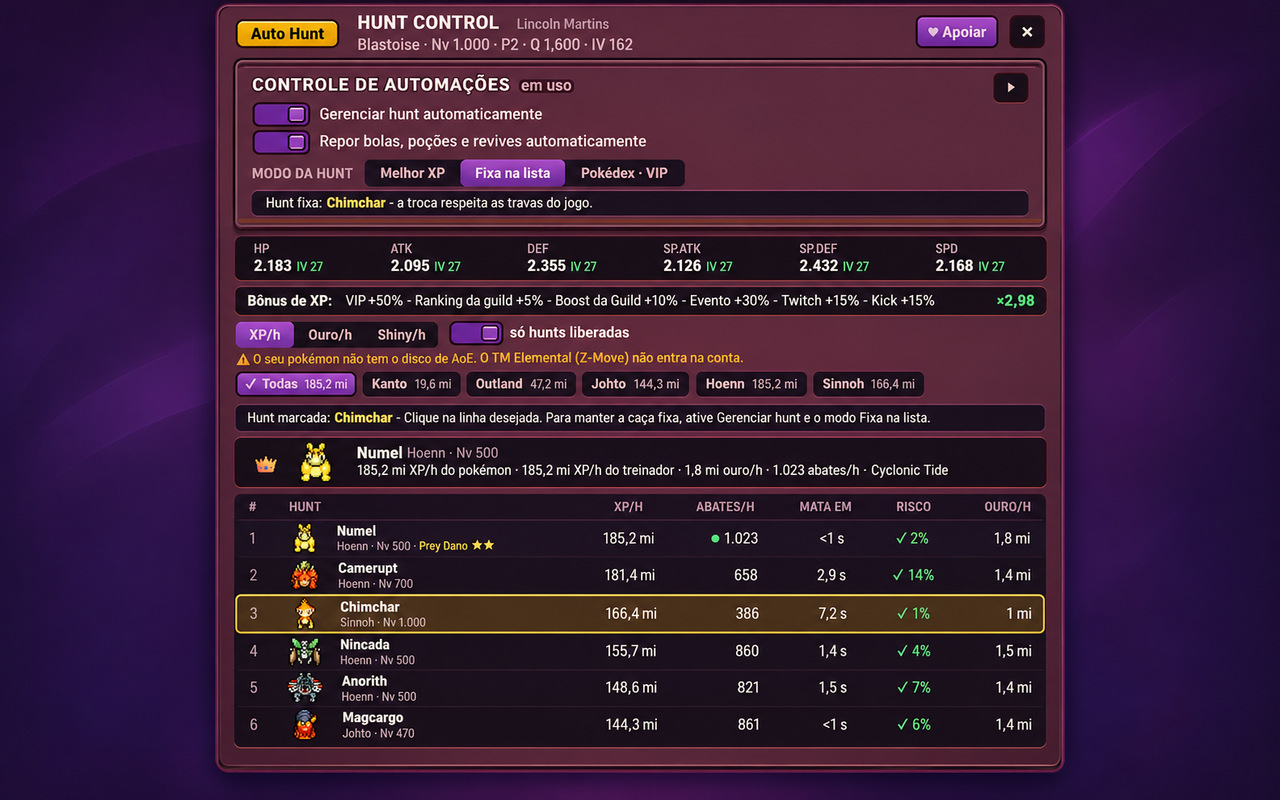 Auto Hunt
HUNT CONTROL Lincoln Martins
Blastoise · Nv 1.000 · P2 · Q 1,600 · IV 162
Apoiar
CONTROLE DE AUTOMAÇÕES em uso
Gerenciar hunt automaticamente
Repor bolas, poções e revives automaticamente
MODO DA HUNT Melhor XP Fixa na lista Pokédex · VIP
Hunt fixa: Chimchar - a troca respeita as travas do jogo.
HP ATK DEF SP.ATK SP.DEF SPD
2.183 IV 27 2.095 IV 27 2.355 IV 27 2.126 IV 27 2.432 IV 27 2.168 IV 27
Bônus de XP: VIP +50% - Ranking da guild +5% - Boost da Guild +10% - Evento +30% - Twitch +15% - Kick +15% ×2,98
XP/h Ouro/h Shiny/h só hunts liberadas
O seu pokémon não tem o disco de AoE. O TM Elemental (Z-Move) não entra na conta.
✓ Todas 185,2 mi Kanto 19,6 mi Outland 47,2 mi Johto 144,3 mi Hoenn 185,2 mi Sinnoh 166,4 mi
Hunt marcada: Chimchar - Clique na linha desejada. Para manter a caça fixa, ative Gerenciar hunt e o modo Fixa na lista.
Numel Hoenn · Nv 500
185,2 mi XP/h do pokémon · 185,2 mi XP/h do treinador · 1,8 mi ouro/h · 1.023 abates/h · Cyclonic Tide
# HUNT XP/H ABATES/H MATA EM RISCO OURO/H
1 Numel 185,2 mi 1.023 <1 s ✓ 2% 1,8 mi
Hoenn · Nv 500 · Prey Dano ★★
2 Camerupt 181,4 mi 658 2,9 s ✓ 14% 1,4 mi
Hoenn · Nv 700
3 Chimchar 166,4 mi 386 7,2 s ✓ 1% 1 mi
Sinnoh · Nv 1.000
4 Nincada 155,7 mi 860 1,4 s ✓ 4% 1,5 mi
Hoenn · Nv 500
5 Anorith 148,6 mi 821 1,5 s ✓ 7% 1,4 mi
Hoenn · Nv 500
6 Magcargo 144,3 mi 861 <1 s ✓ 6% 1,4 mi
Johto · Nv 470